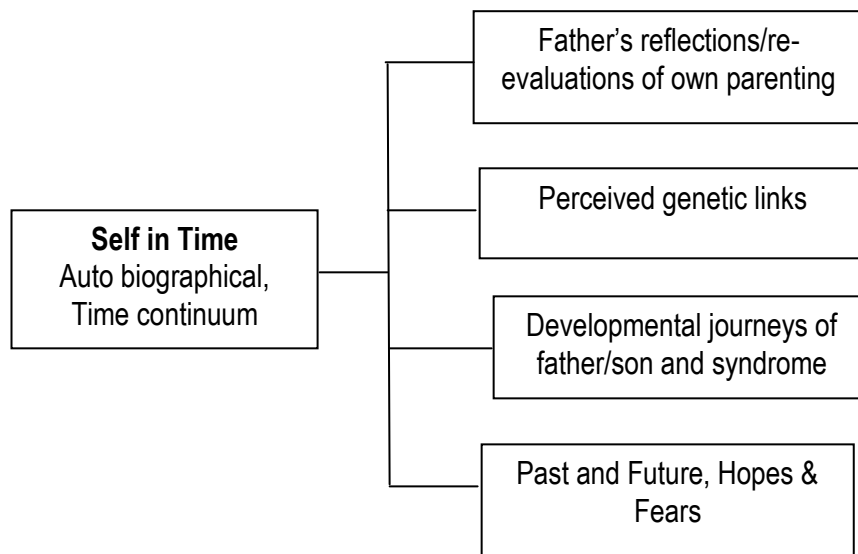 Father’s reflections/re-
evaluations of own parenting
Perceived genetic links
Self in Time
Auto biographical,
Time continuum
Developmental journeys of
father/son and syndrome
Past and Future, Hopes &
Fears